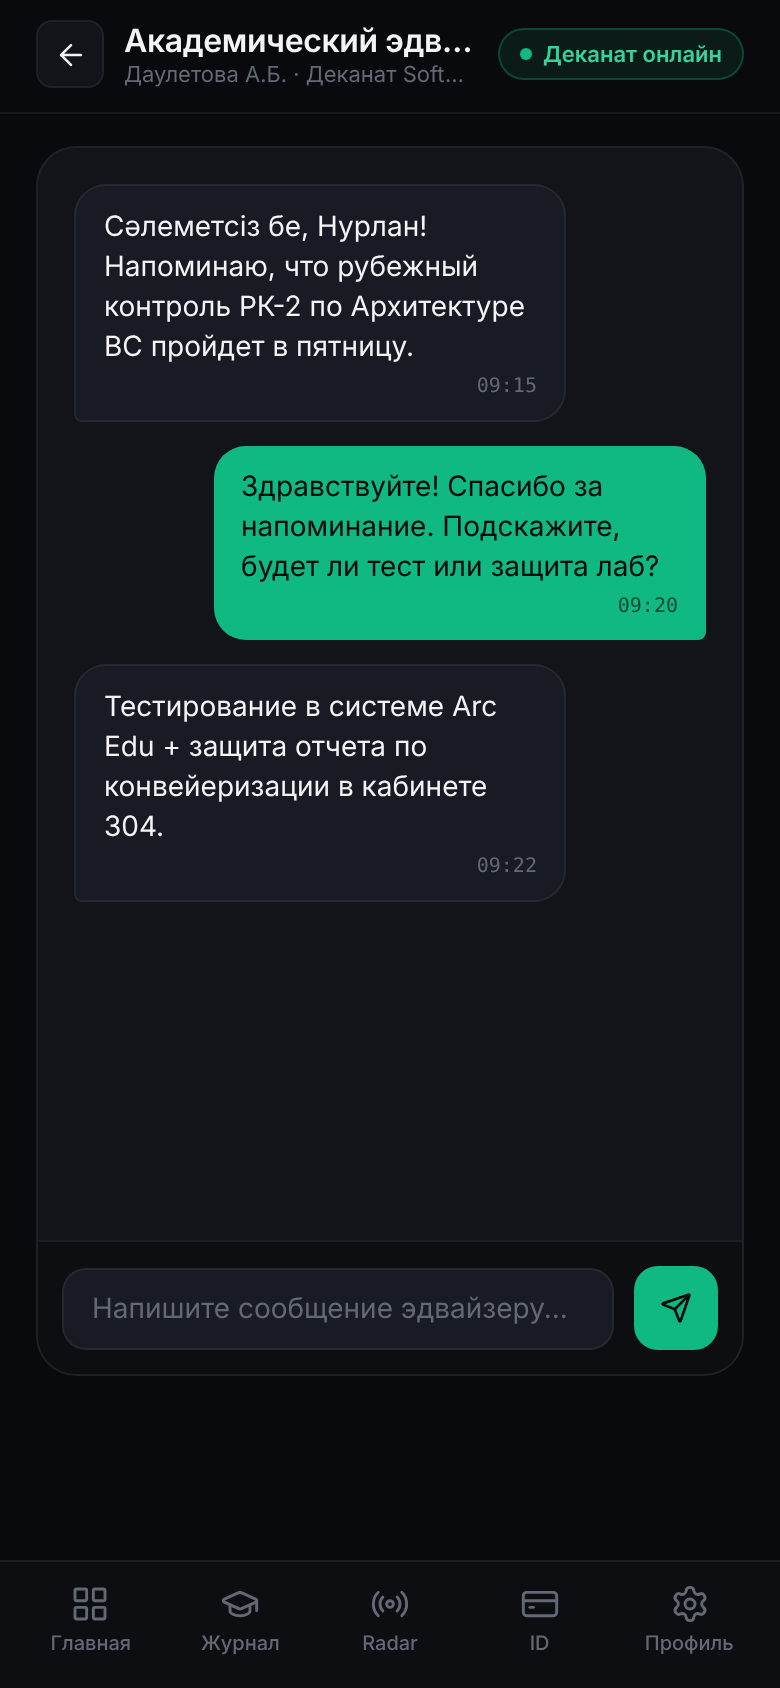 Академический эдв...
Даулетова А.Б. · Деканат Soft...
Деканат онлайн
Сәлеметсіз бе, Нурлан!
Напоминаю, что рубежный
контроль РК-2 по Архитектуре
ВС пройдет в пятницу.
09:15
Здравствуйте! Спасибо за
напоминание. Подскажите,
будет ли тест или защита лаб?
09:20
Тестирование в системе Arc
Edu + защита отчета по
конвейеризации в кабинете
304.
09:22
Напишите сообщение эдвайзеру...
Главная
Журнал
Radar
ID
Профиль